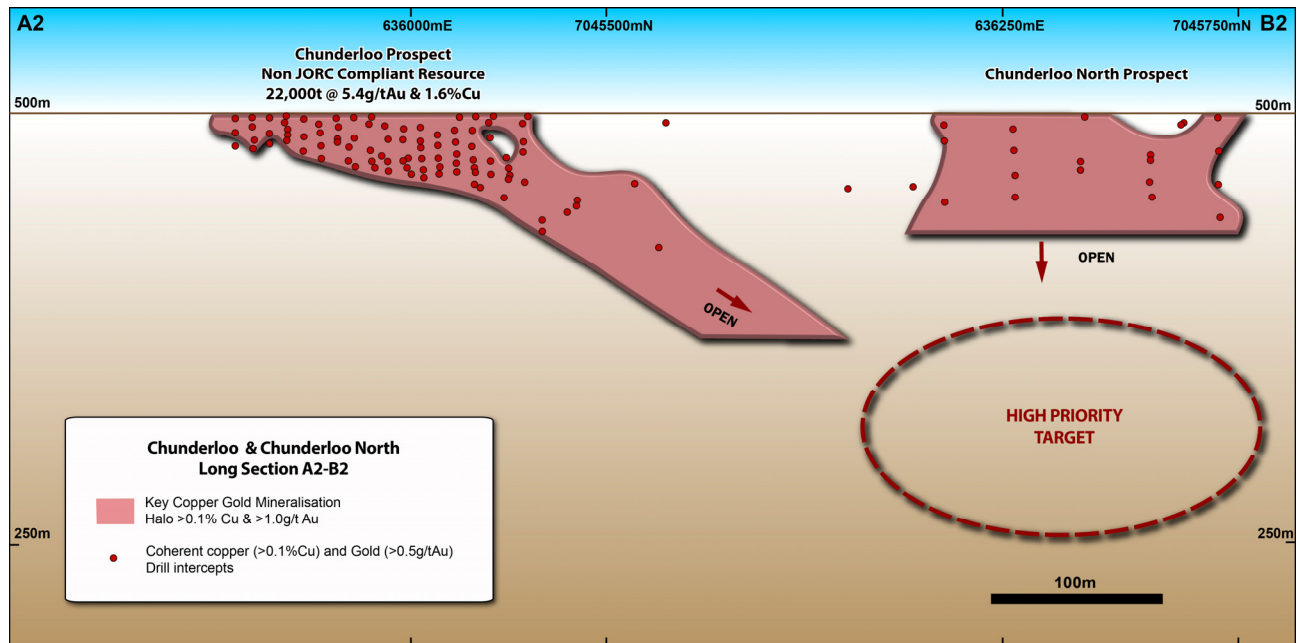 A2
636000mE
7045500mN
636250mE
7045750mN
B2
Chunderloo Prospect
Non JORC Compliant Resource
22,000t @ 5.4g/tAu & 1.6%Cu
Chunderloo North Prospect
500m
500m
OPEN
OPEN
HIGH PRIORITY
TARGET
Chunderloo & Chunderloo North
Long Section A2-B2
Key Copper Gold Mineralisation
Halo >0.1% Cu & >1.0g/t Au
Coherent copper (>0.1%Cu) and Gold (>0.5g/tAu)
Drill intercepts
250m
250m
100m